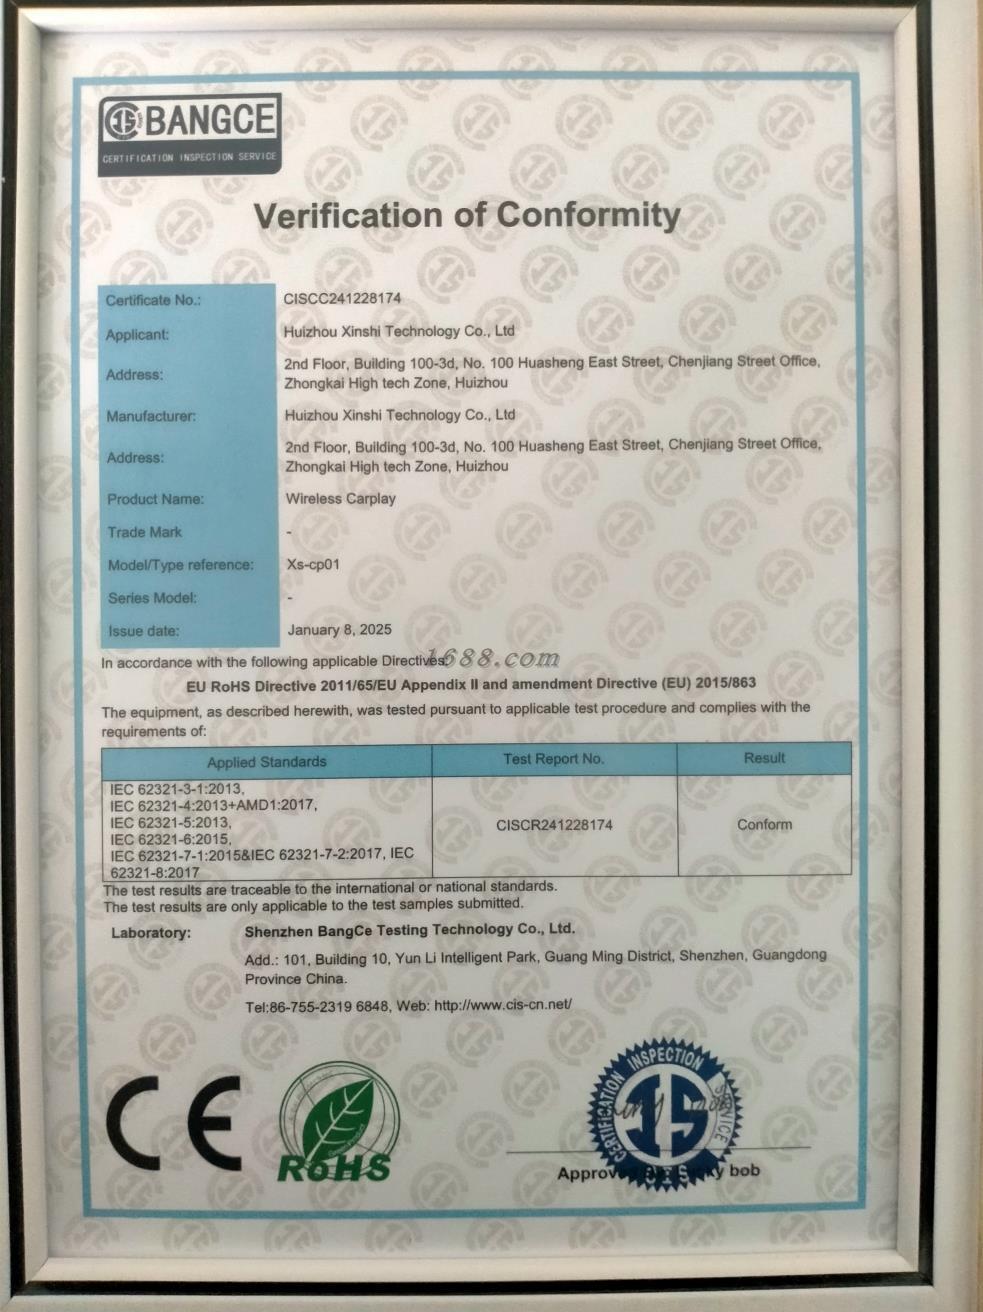 BANGCE
CERTIFICATION INSPECTION SERVICE
Verification of Conformity
Certificate No.: CISCC241228174
Applicant: Huizhou Xinshi Technology Co., Ltd
Address: 2nd Floor, Building 100-3d, No. 100 Huasheng East Street, Chenjiang Street Office,
Zhongkai High tech Zone, Huizhou
Manufacturer: Huizhou Xinshi Technology Co., Ltd
Address: 2nd Floor, Building 100-3d, No. 100 Huasheng East Street, Chenjiang Street Office,
Zhongkai High tech Zone, Huizhou
Product Name: Wireless Carplay
Trade Mark -
Model/Type reference: Xs-cp01
Series Model: -
Issue date: January 8, 2025
In accordance with the following applicable Directives:
1688.com
EU RoHS Directive 2011/65/EU Appendix II and amendment Directive (EU) 2015/863
The equipment, as described herewith, was tested pursuant to applicable test procedure and complies with the
requirements of:
Applied Standards Test Report No. Result
IEC 62321-3-1:2013,
IEC 62321-4:2013+AMD1:2017,
IEC 62321-5:2013,
IEC 62321-6:2015,
IEC 62321-7-1:2015&IEC 62321-7-2:2017, IEC
62321-8:2017
CISCR241228174
Conform
The test results are traceable to the international or national standards.
The test results are only applicable to the test samples submitted.
Laboratory: Shenzhen BangCe Testing Technology Co., Ltd.
Add.: 101, Building 10, Yun Li Intelligent Park, Guang Ming District, Shenzhen, Guangdong
Province China.
Tel:86-755-2319 6848, Web: http://www.cis-cn.net/
CE
RoHS
CERTIFICATION INSPECTION SERVICE
CIS
Approved bob